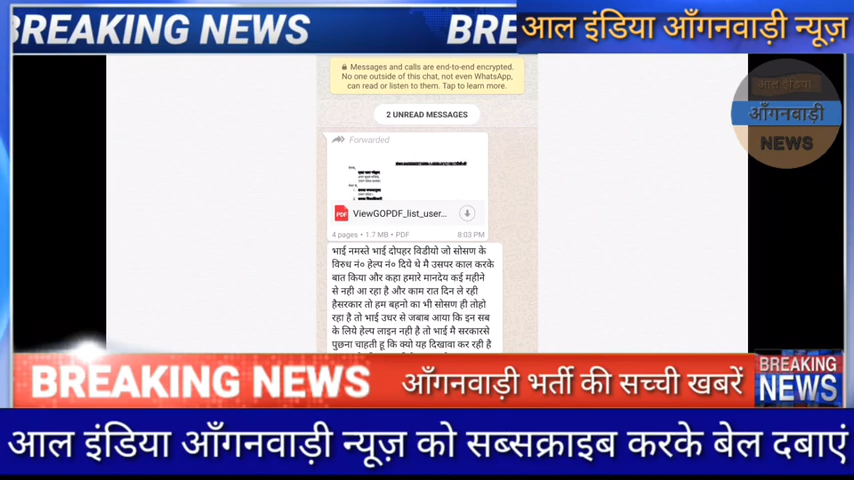 BREAKING NEWS
BRE
आल इंडिया आँगनवाड़ी न्यूज़
आल इंडिया
आँगनवाड़ी
NEWS
Messages and calls are end-to-end encrypted.
No one outside of this chat, not even WhatsApp,
can read or listen to them. Tap to learn more.
2 UNREAD MESSAGES
Forwarded
PDF
ViewGOPDF_list_user...
4 pages • 1.7 MB • PDF
8:03 PM
भाई नमस्ते भाई दोपहर विडीयो जो सोसण के
विरुध नं० हेल्प नं० दिये थे मै उसपर काल करके
बात किया और कहा हमारे मानदेय कई महीने
से नही आ रहा है और काम रात दिन ले रही
हैसरकार तो हम बहनो का भी सोसण ही तोहो
रहा है तो भाई उधर से जबाब आया कि इन सब
के लिये हेल्प लाइन नही है तो भाई मै सरकारसे
पुछना चाहती हू कि क्यो यह दिखावा कर रही है
BREAKING NEWS
आँगनवाड़ी भर्ती की सच्ची खबरें
BREAKING
NEWS
आल इंडिया आँगनवाड़ी न्यूज़ को सब्सक्राइब करके बेल दबाएं